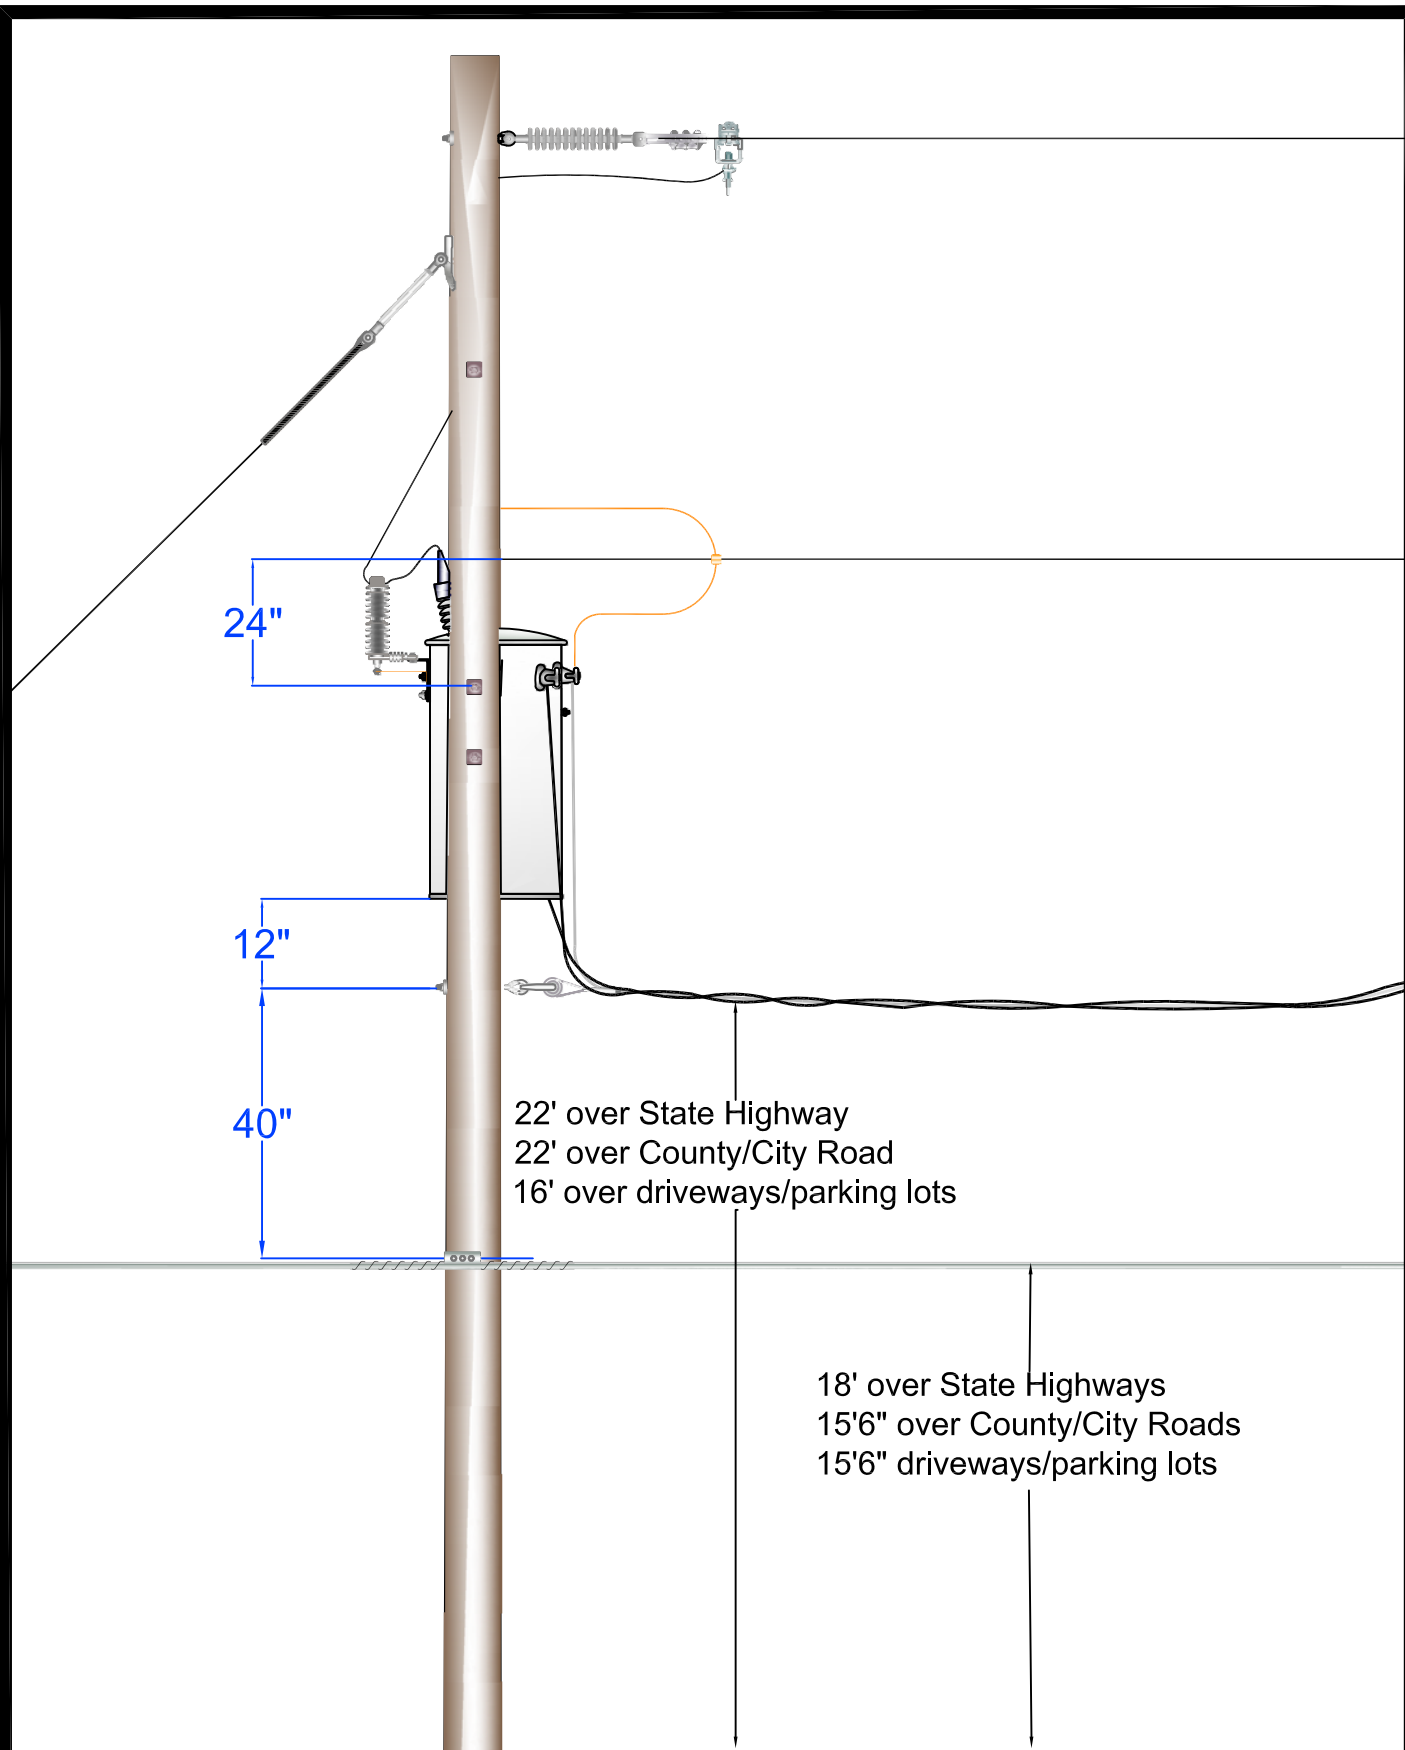 24"
12"
40"
22' over State Highway
22' over County/City Road
16' over driveways/parking lots
18' over State Highways
15'6" over County/City Roads
15'6" driveways/parking lots